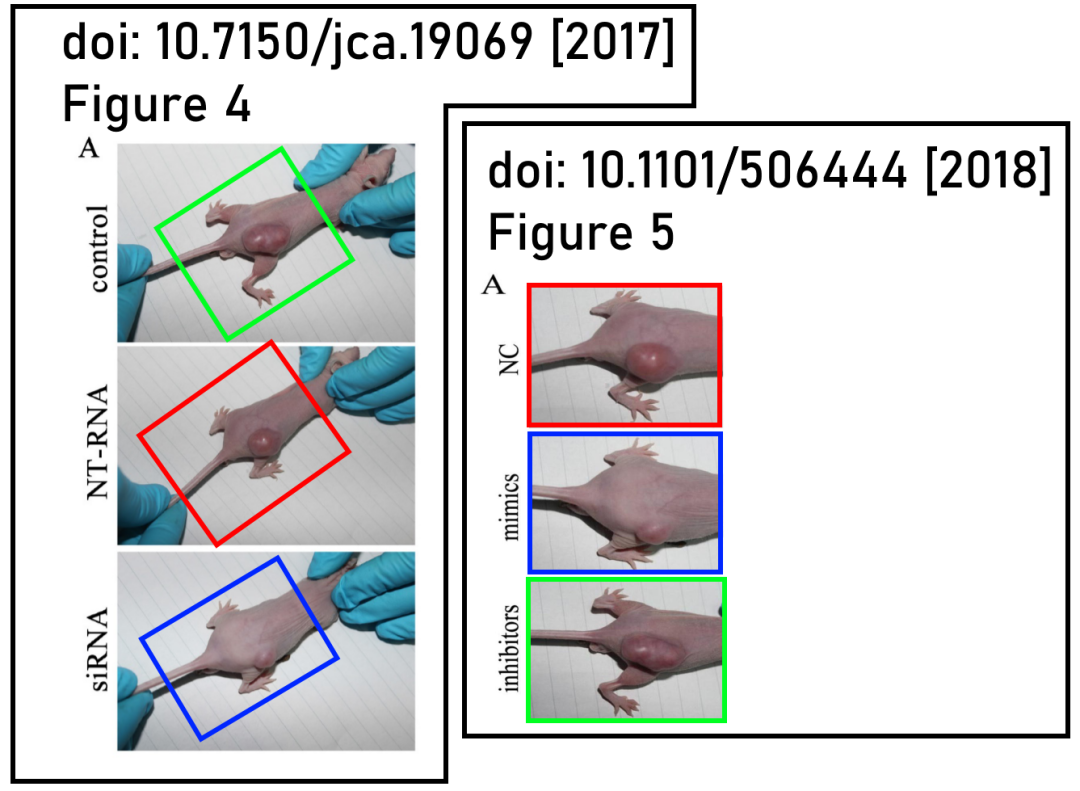 doi: 10.7150/jca.19069 [2017]
Figure 4
A
control
NT-RNA
siRNA
doi: 10.1101/506444 [2018]
Figure 5
A
NC
mimics
inhibitors